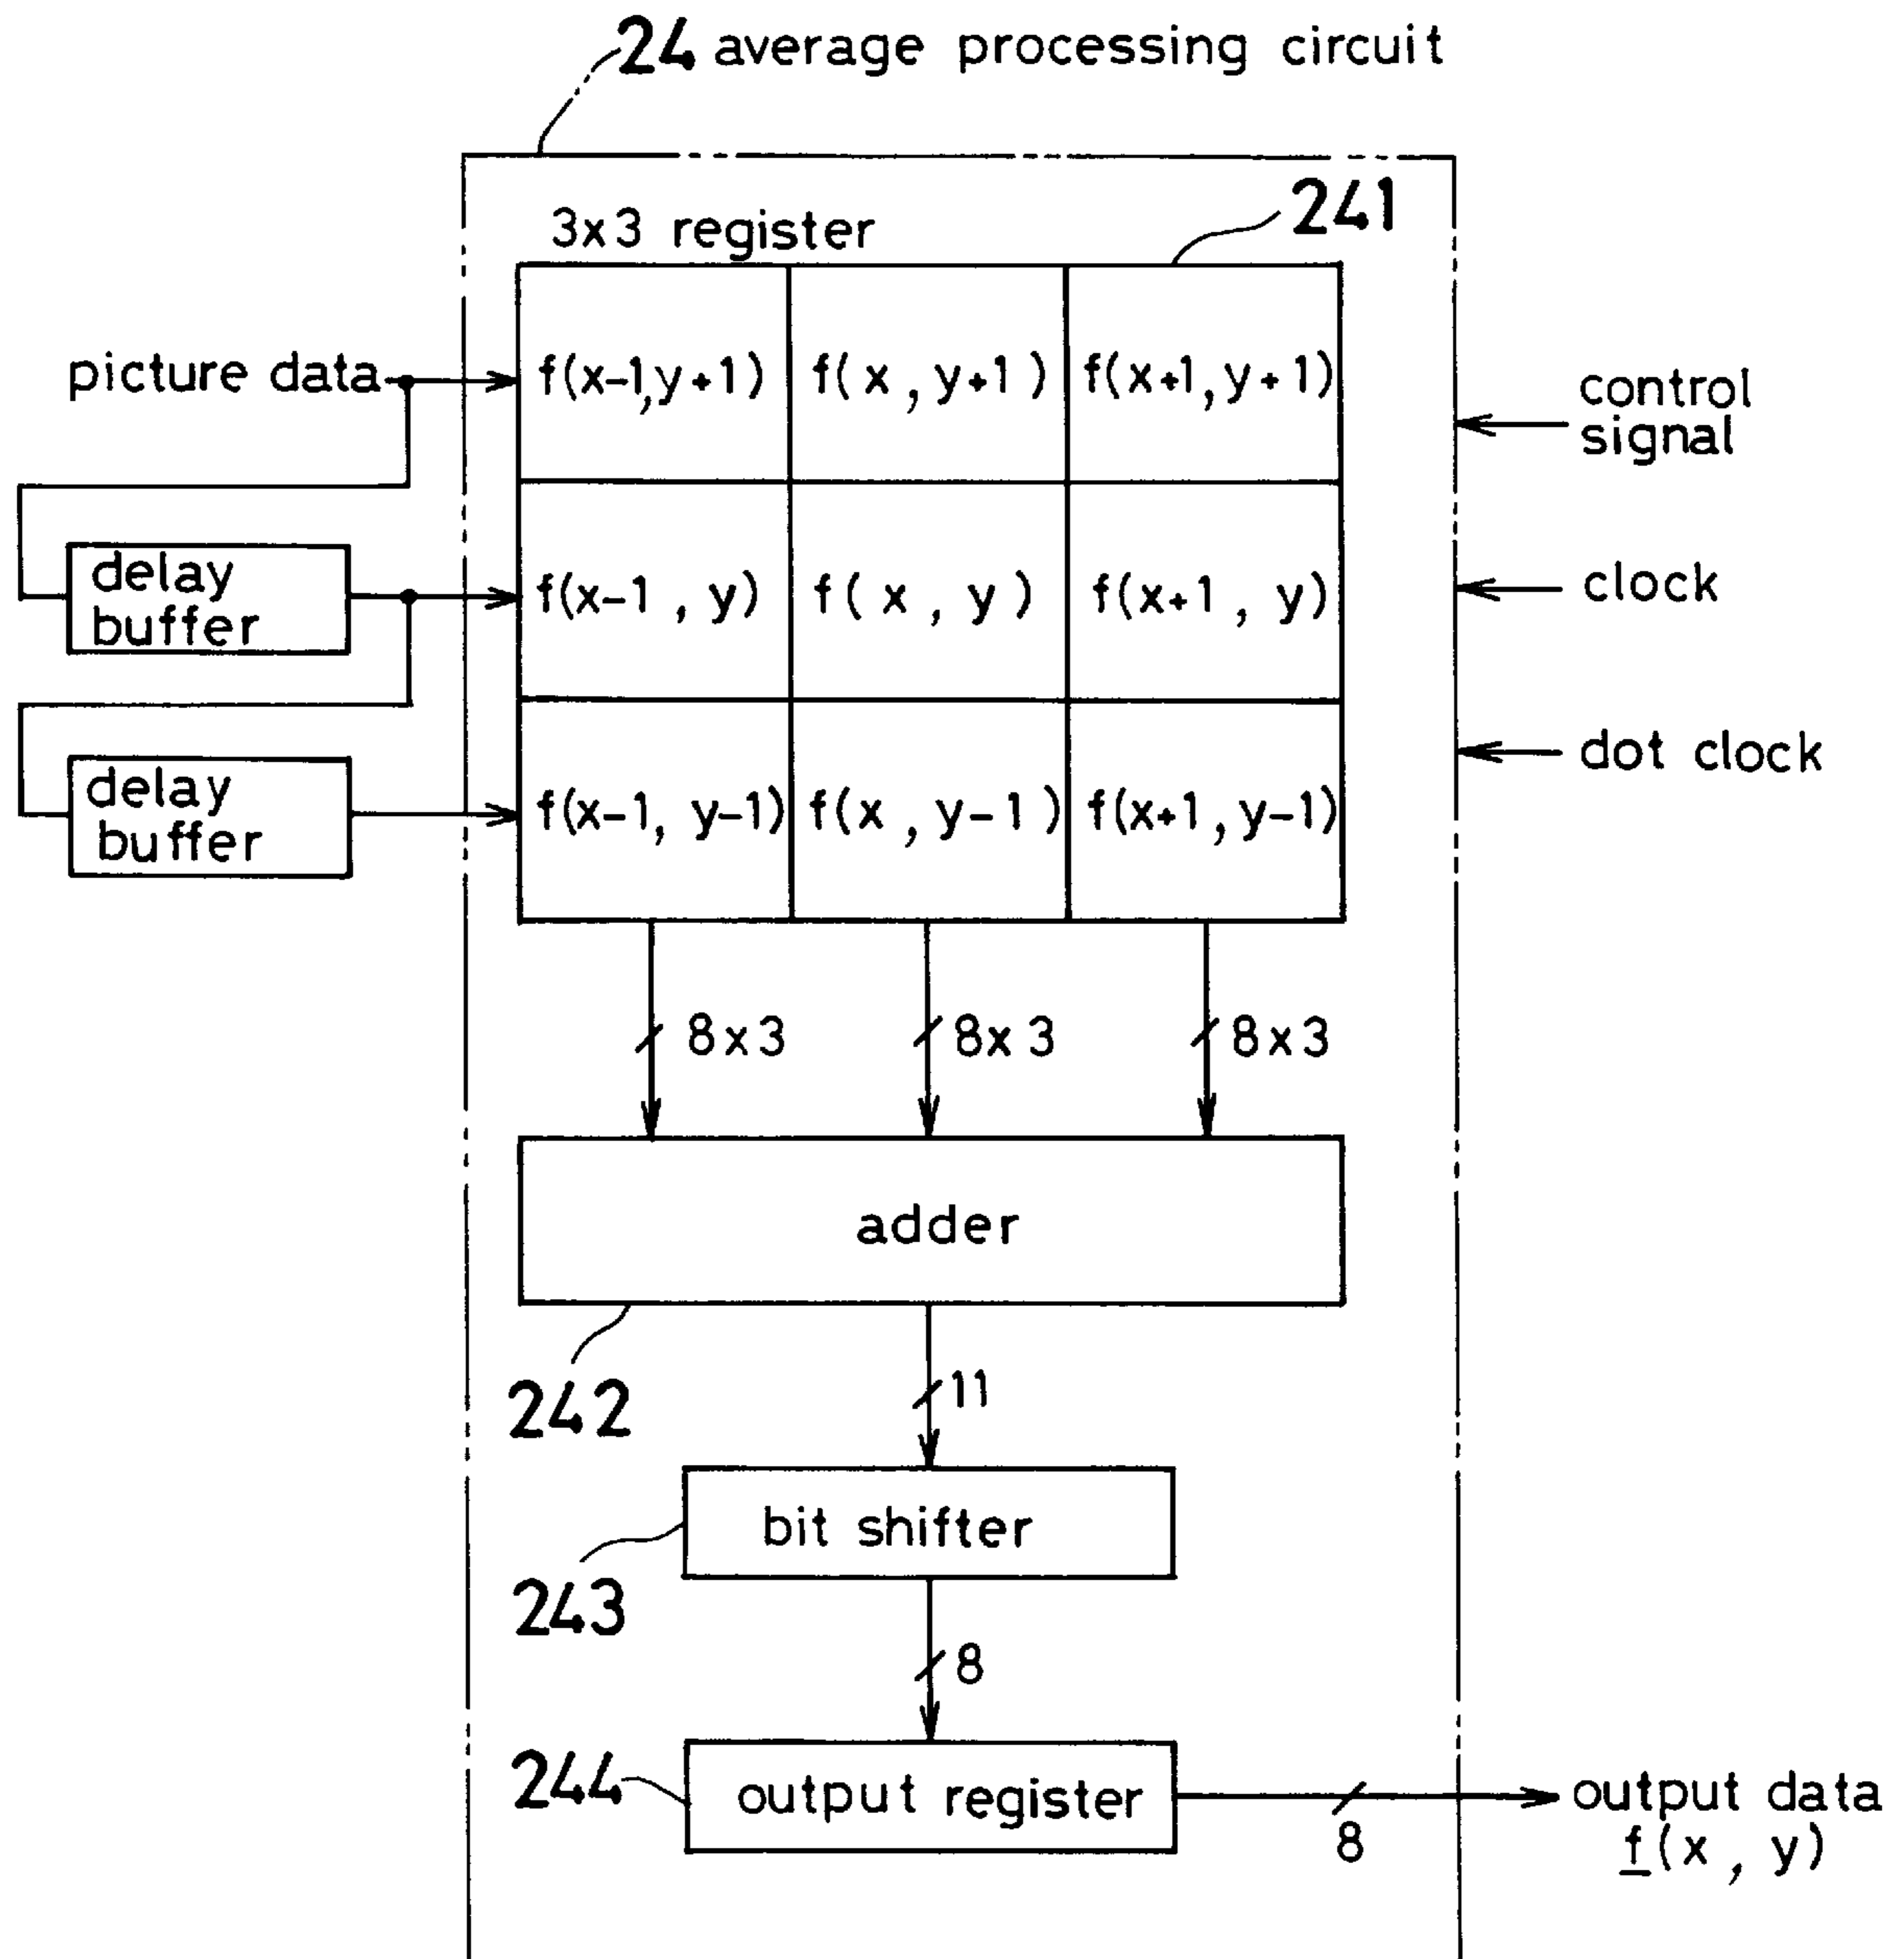 24 average processing circuit
3x3 register
241
picture data
f(x-1,y+1)
f( x , y+1)
f(x+1, y+1)
control
signal
delay
buffer
f(x-1 , y)
f( x , y )
f(x+1 , y)
clock
delay
buffer
f(x-1, y-1)
f(x , y-1)
f(x+1, y-1)
dot clock
8x3
8x3
8x3
adder
242
11
bit shifter
243
8
244
output register
8
output data
f(x , y)